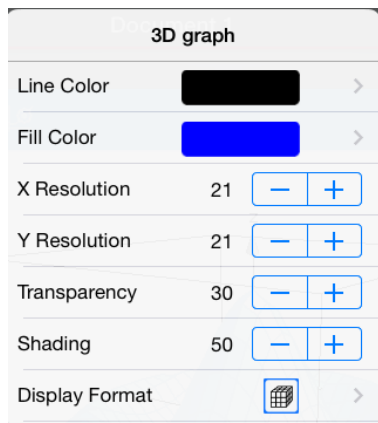 3D graph
Line Color
Fill Color
X Resolution 21 − +
Y Resolution 21 − +
Transparency 30 − +
Shading 50 − +
Display Format